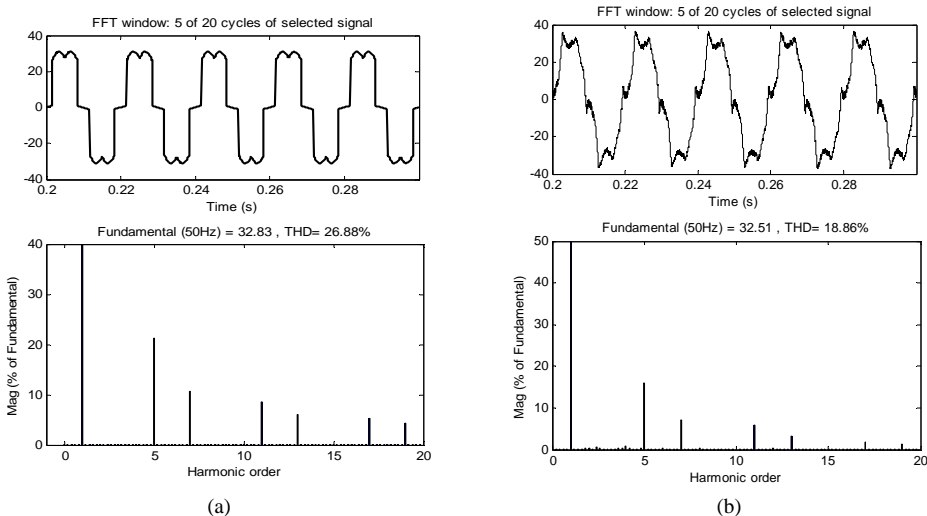 FFT window: 5 of 20 cycles of selected signal
40
20
0
-20
-40
0.2 0.22 0.24 0.26 0.28
Time (s)
Fundamental (50Hz) = 32.83 , THD= 26.88%
40
30
20
10
0
Mag (% of Fundamental)
0 5 10 15 20
Harmonic order
(a)
FFT window: 5 of 20 cycles of selected signal
40
20
0
-20
-40
0.2 0.22 0.24 0.26 0.28
Time (s)
Fundamental (50Hz) = 32.51 , THD= 18.86%
50
40
30
20
10
0
Mag (% of Fundamental)
0 5 10 15 20
Harmonic order
(b)